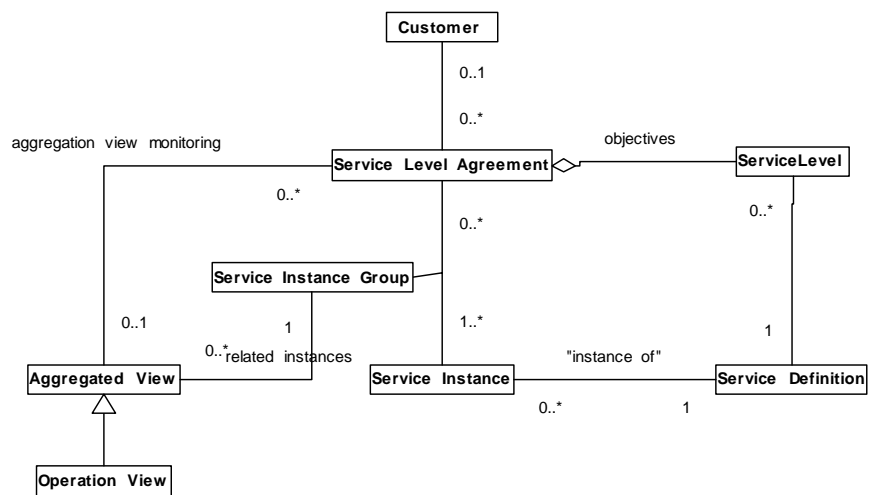 Customer
0..1
0..*
aggregation view monitoring
objectives
Service Level Agreement
ServiceLevel
0..*
0..*
0..*
Service Instance Group
0..1
1
1..*
1
0..*
related instances
"instance of"
Aggregated View
Service Instance
Service Definition
0..*
1
Operation View